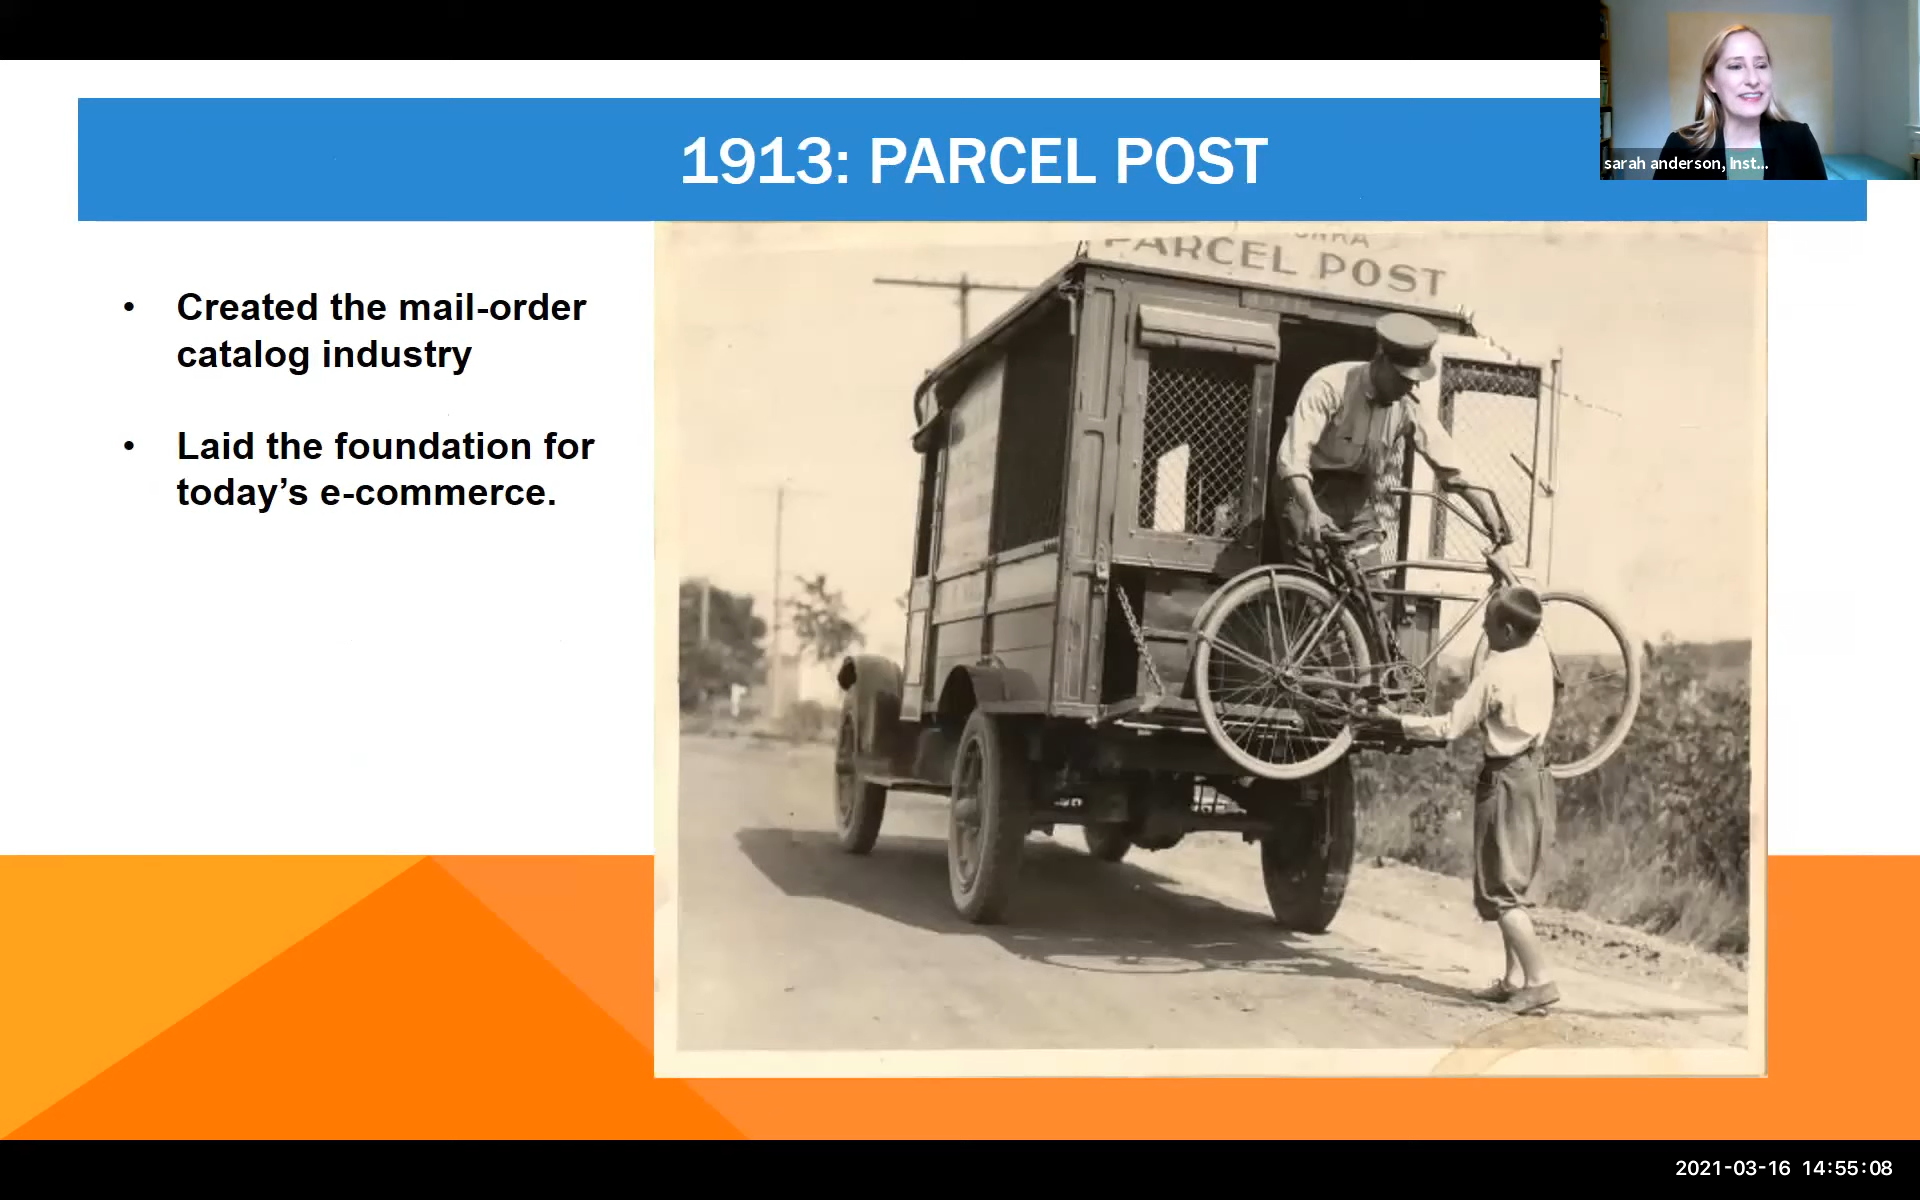 1913: PARCEL POST
sarah anderson, Inst...
PARCEL POST
• Created the mail-order
catalog industry
• Laid the foundation for
today’s e-commerce.
2021-03-16 14:55:08